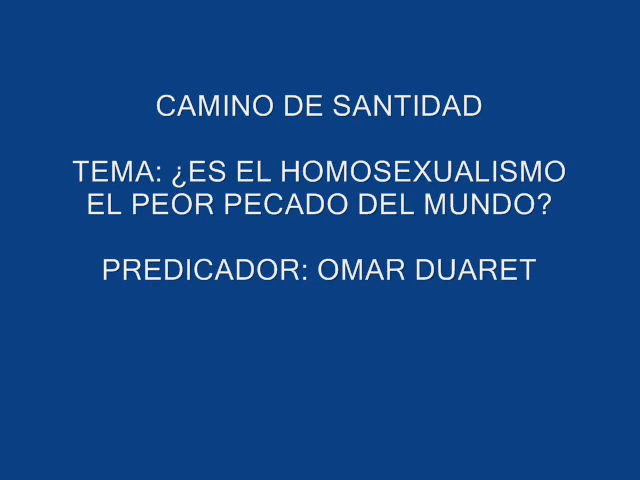 CAMINO DE SANTIDAD
TEMA: ¿ES EL HOMOSEXUALISMO
EL PEOR PECADO DEL MUNDO?
PREDICADOR: OMAR DUARET